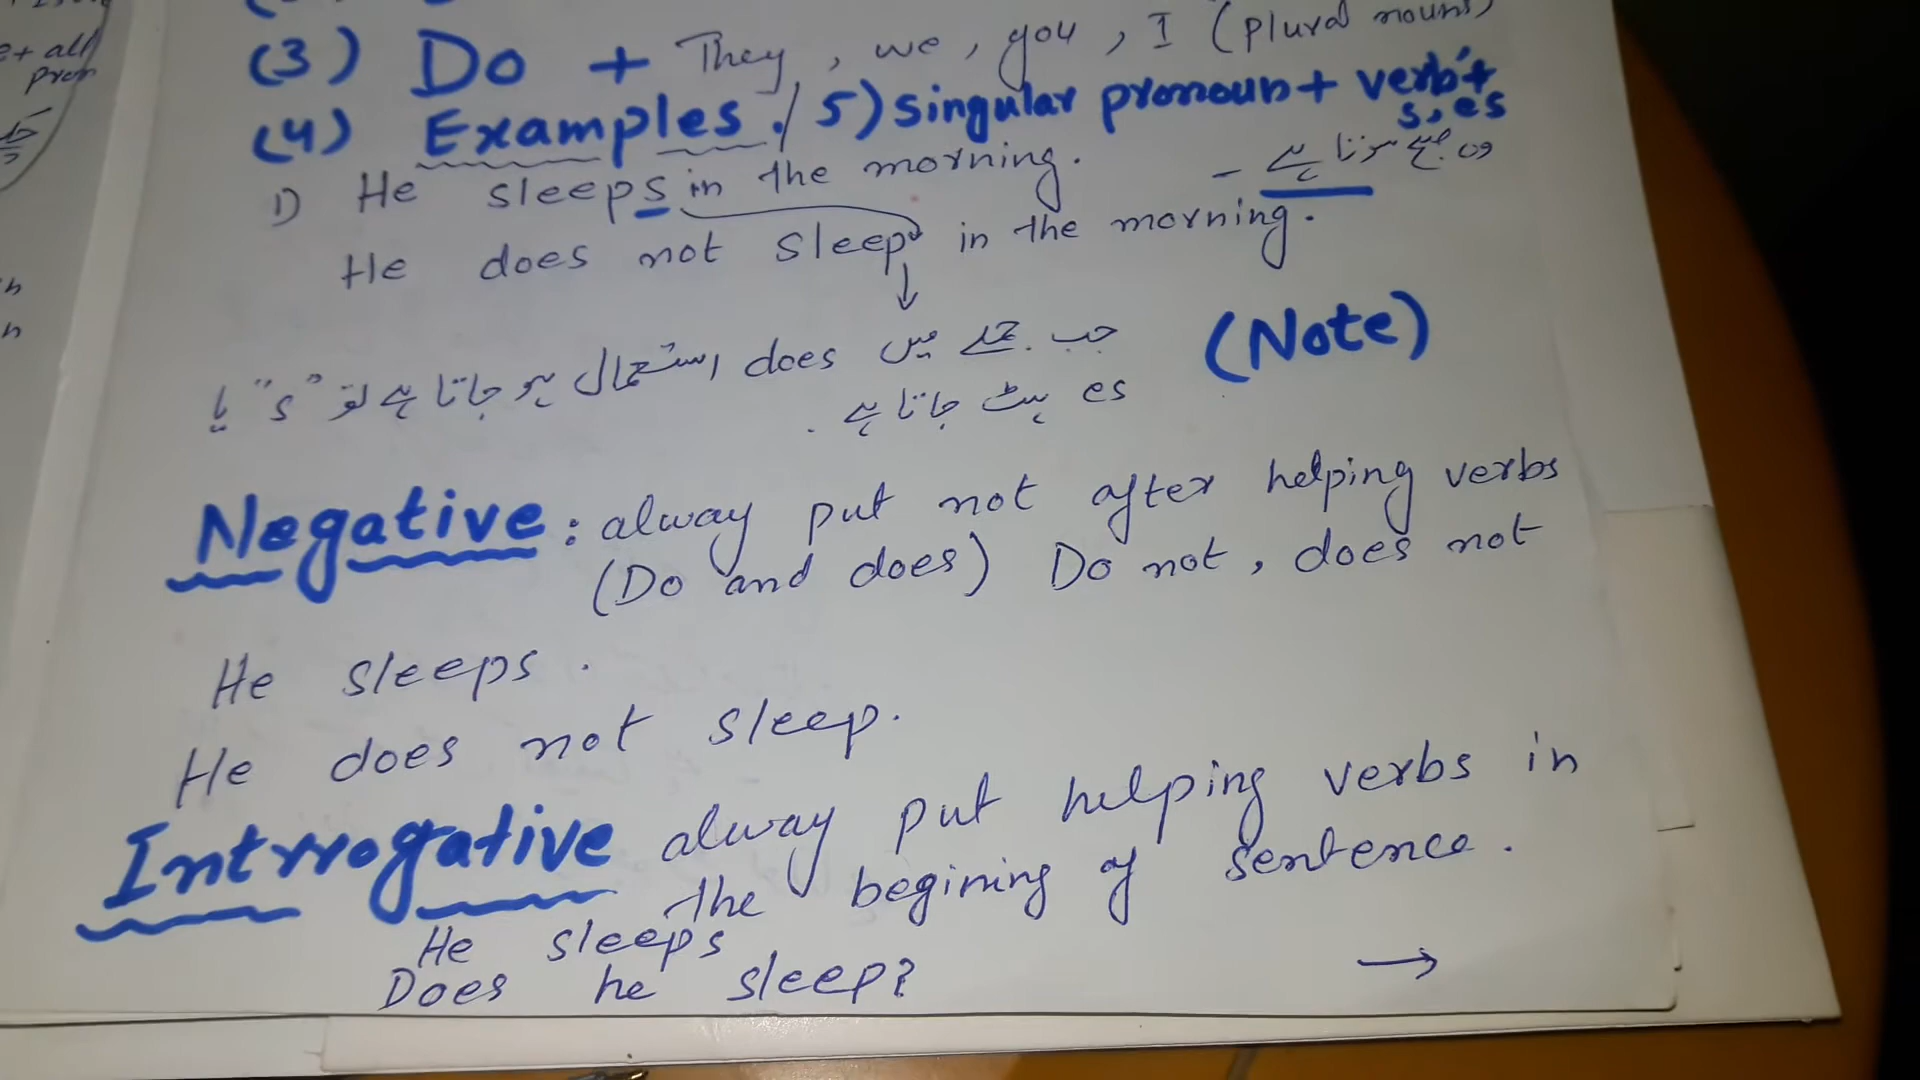 (3) Do + They, we, you, I (plural nouns)
(4) Examples. / 5) singular pronoun + verb +
s, es
1) He sleeps in the morning.
وہ صبح سوتا ہے -
He does not sleep in the morning.
(Note)
جب جملے میں does استعمال ہو جاتا ہے تو "s" یا
es ہٹ جاتا ہے .
Negative : alway put not after helping verbs
(Do and does) Do not, does not
He sleeps.
He does not sleep.
Intrrogative alway put helping verbs in
the begining of sentence.
He sleeps
Does he sleep?
→
et all
pron